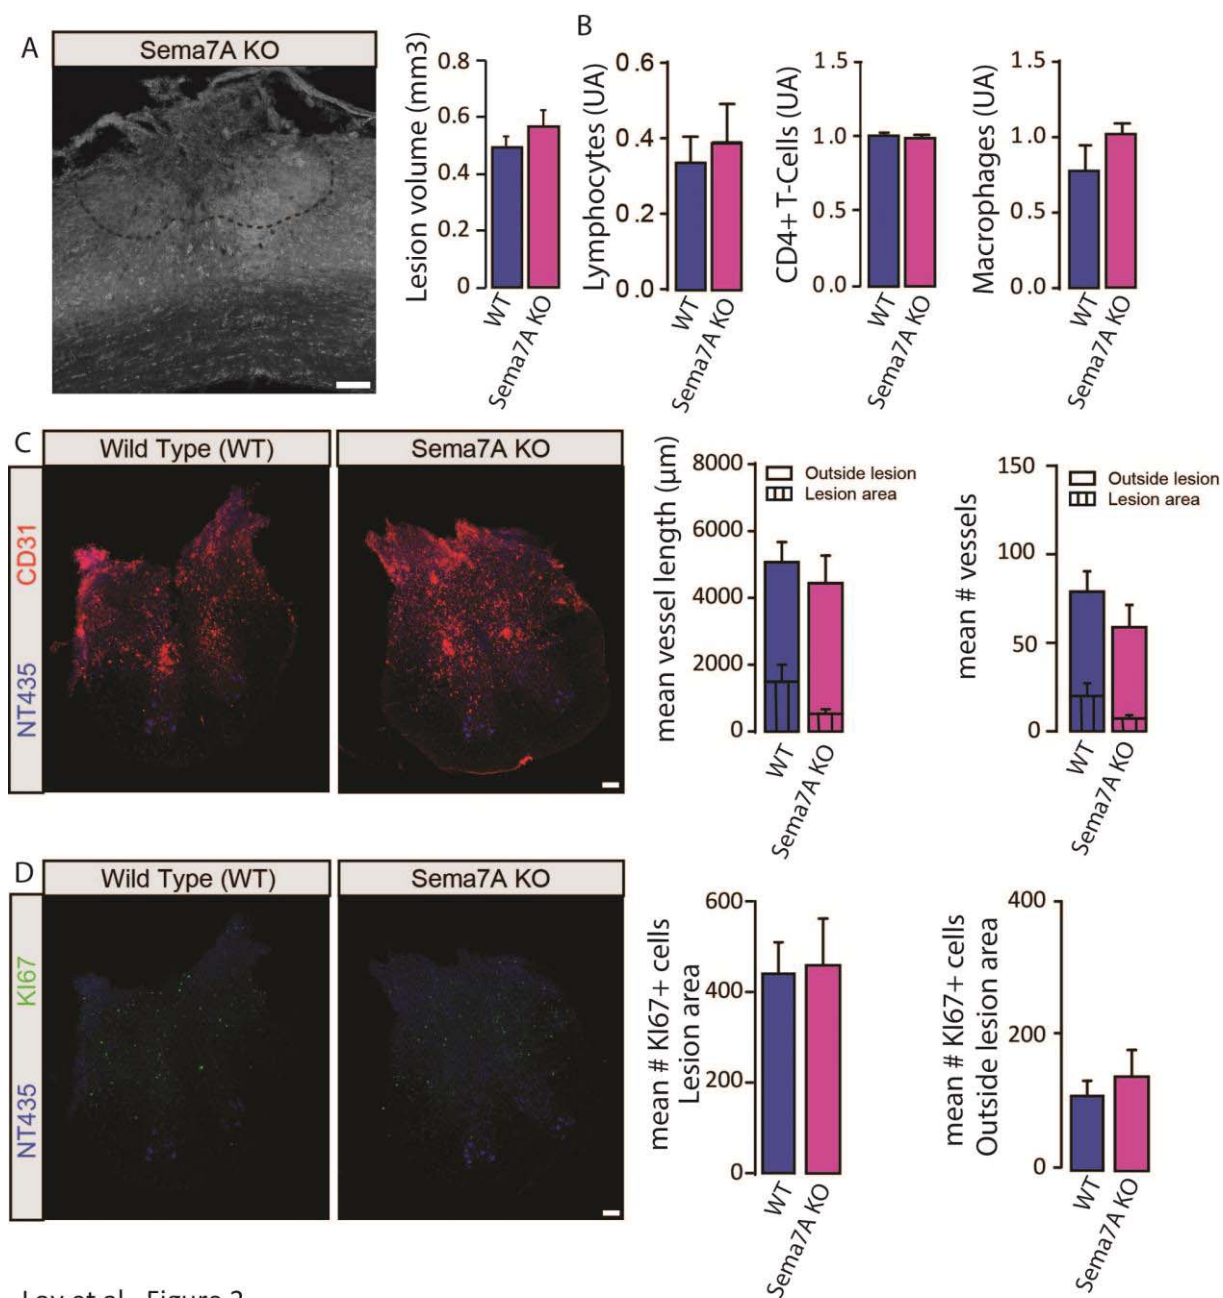 A
Sema7A KO
Lesion volume (mm3)
0.8
0.6
0.4
0.2
0
WT
Sema7A KO
B
Lymphocytes (UA)
0.6
0.4
0.2
0.0
WT
Sema7A KO
CD4+ T-Cells (UA)
1.5
1.0
0.5
0.0
WT
Sema7A KO
Macrophages (UA)
1.5
1.0
0.5
0.0
WT
Sema7A KO
C
Wild Type (WT)
Sema7A KO
NT435 CD31
mean vessel length (µm)
8000
6000
4000
2000
0
Outside lesion
Lesion area
WT
Sema7A KO
mean # vessels
150
100
50
0
Outside lesion
Lesion area
WT
Sema7A KO
D
Wild Type (WT)
Sema7A KO
NT435 KI67
mean # KI67+ cells
Lesion area
600
400
200
0
WT
Sema7A KO
mean # KI67+ cells
Outside lesion area
400
200
0
WT
Sema7A KO